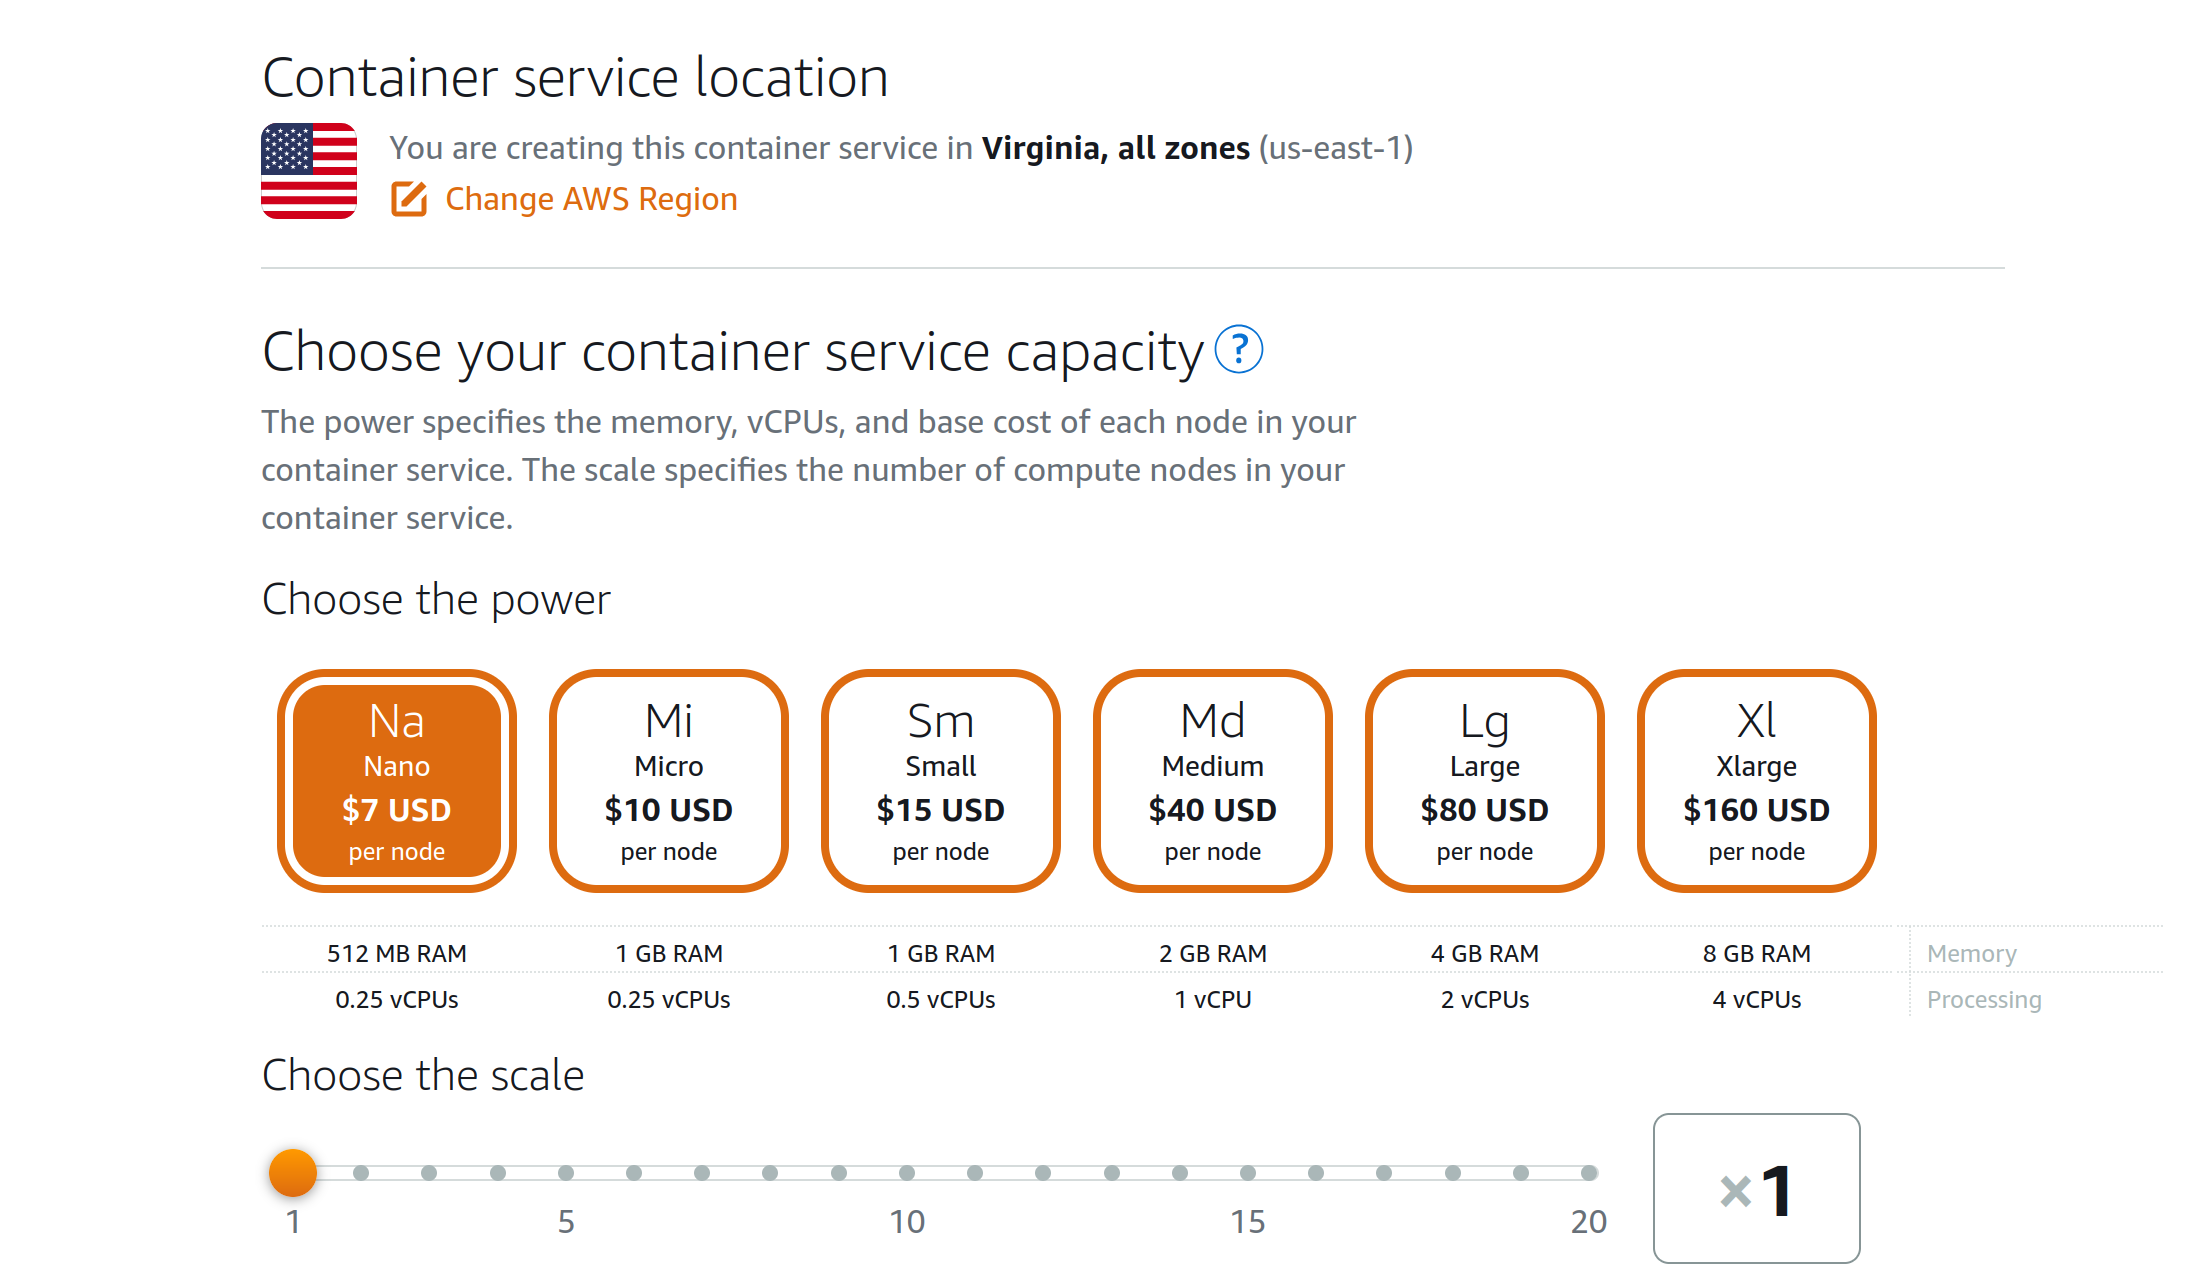 Container service location
You are creating this container service in Virginia, all zones (us-east-1)
Change AWS Region
Choose your container service capacity ?
The power specifies the memory, vCPUs, and base cost of each node in your
container service. The scale specifies the number of compute nodes in your
container service.
Choose the power
Na Mi Sm Md Lg Xl
Nano Micro Small Medium Large Xlarge
$7 USD $10 USD $15 USD $40 USD $80 USD $160 USD
per node per node per node per node per node per node
512 MB RAM 1 GB RAM 1 GB RAM 2 GB RAM 4 GB RAM 8 GB RAM Memory
0.25 vCPUs 0.25 vCPUs 0.5 vCPUs 1 vCPU 2 vCPUs 4 vCPUs Processing
Choose the scale
×1
1 5 10 15 20